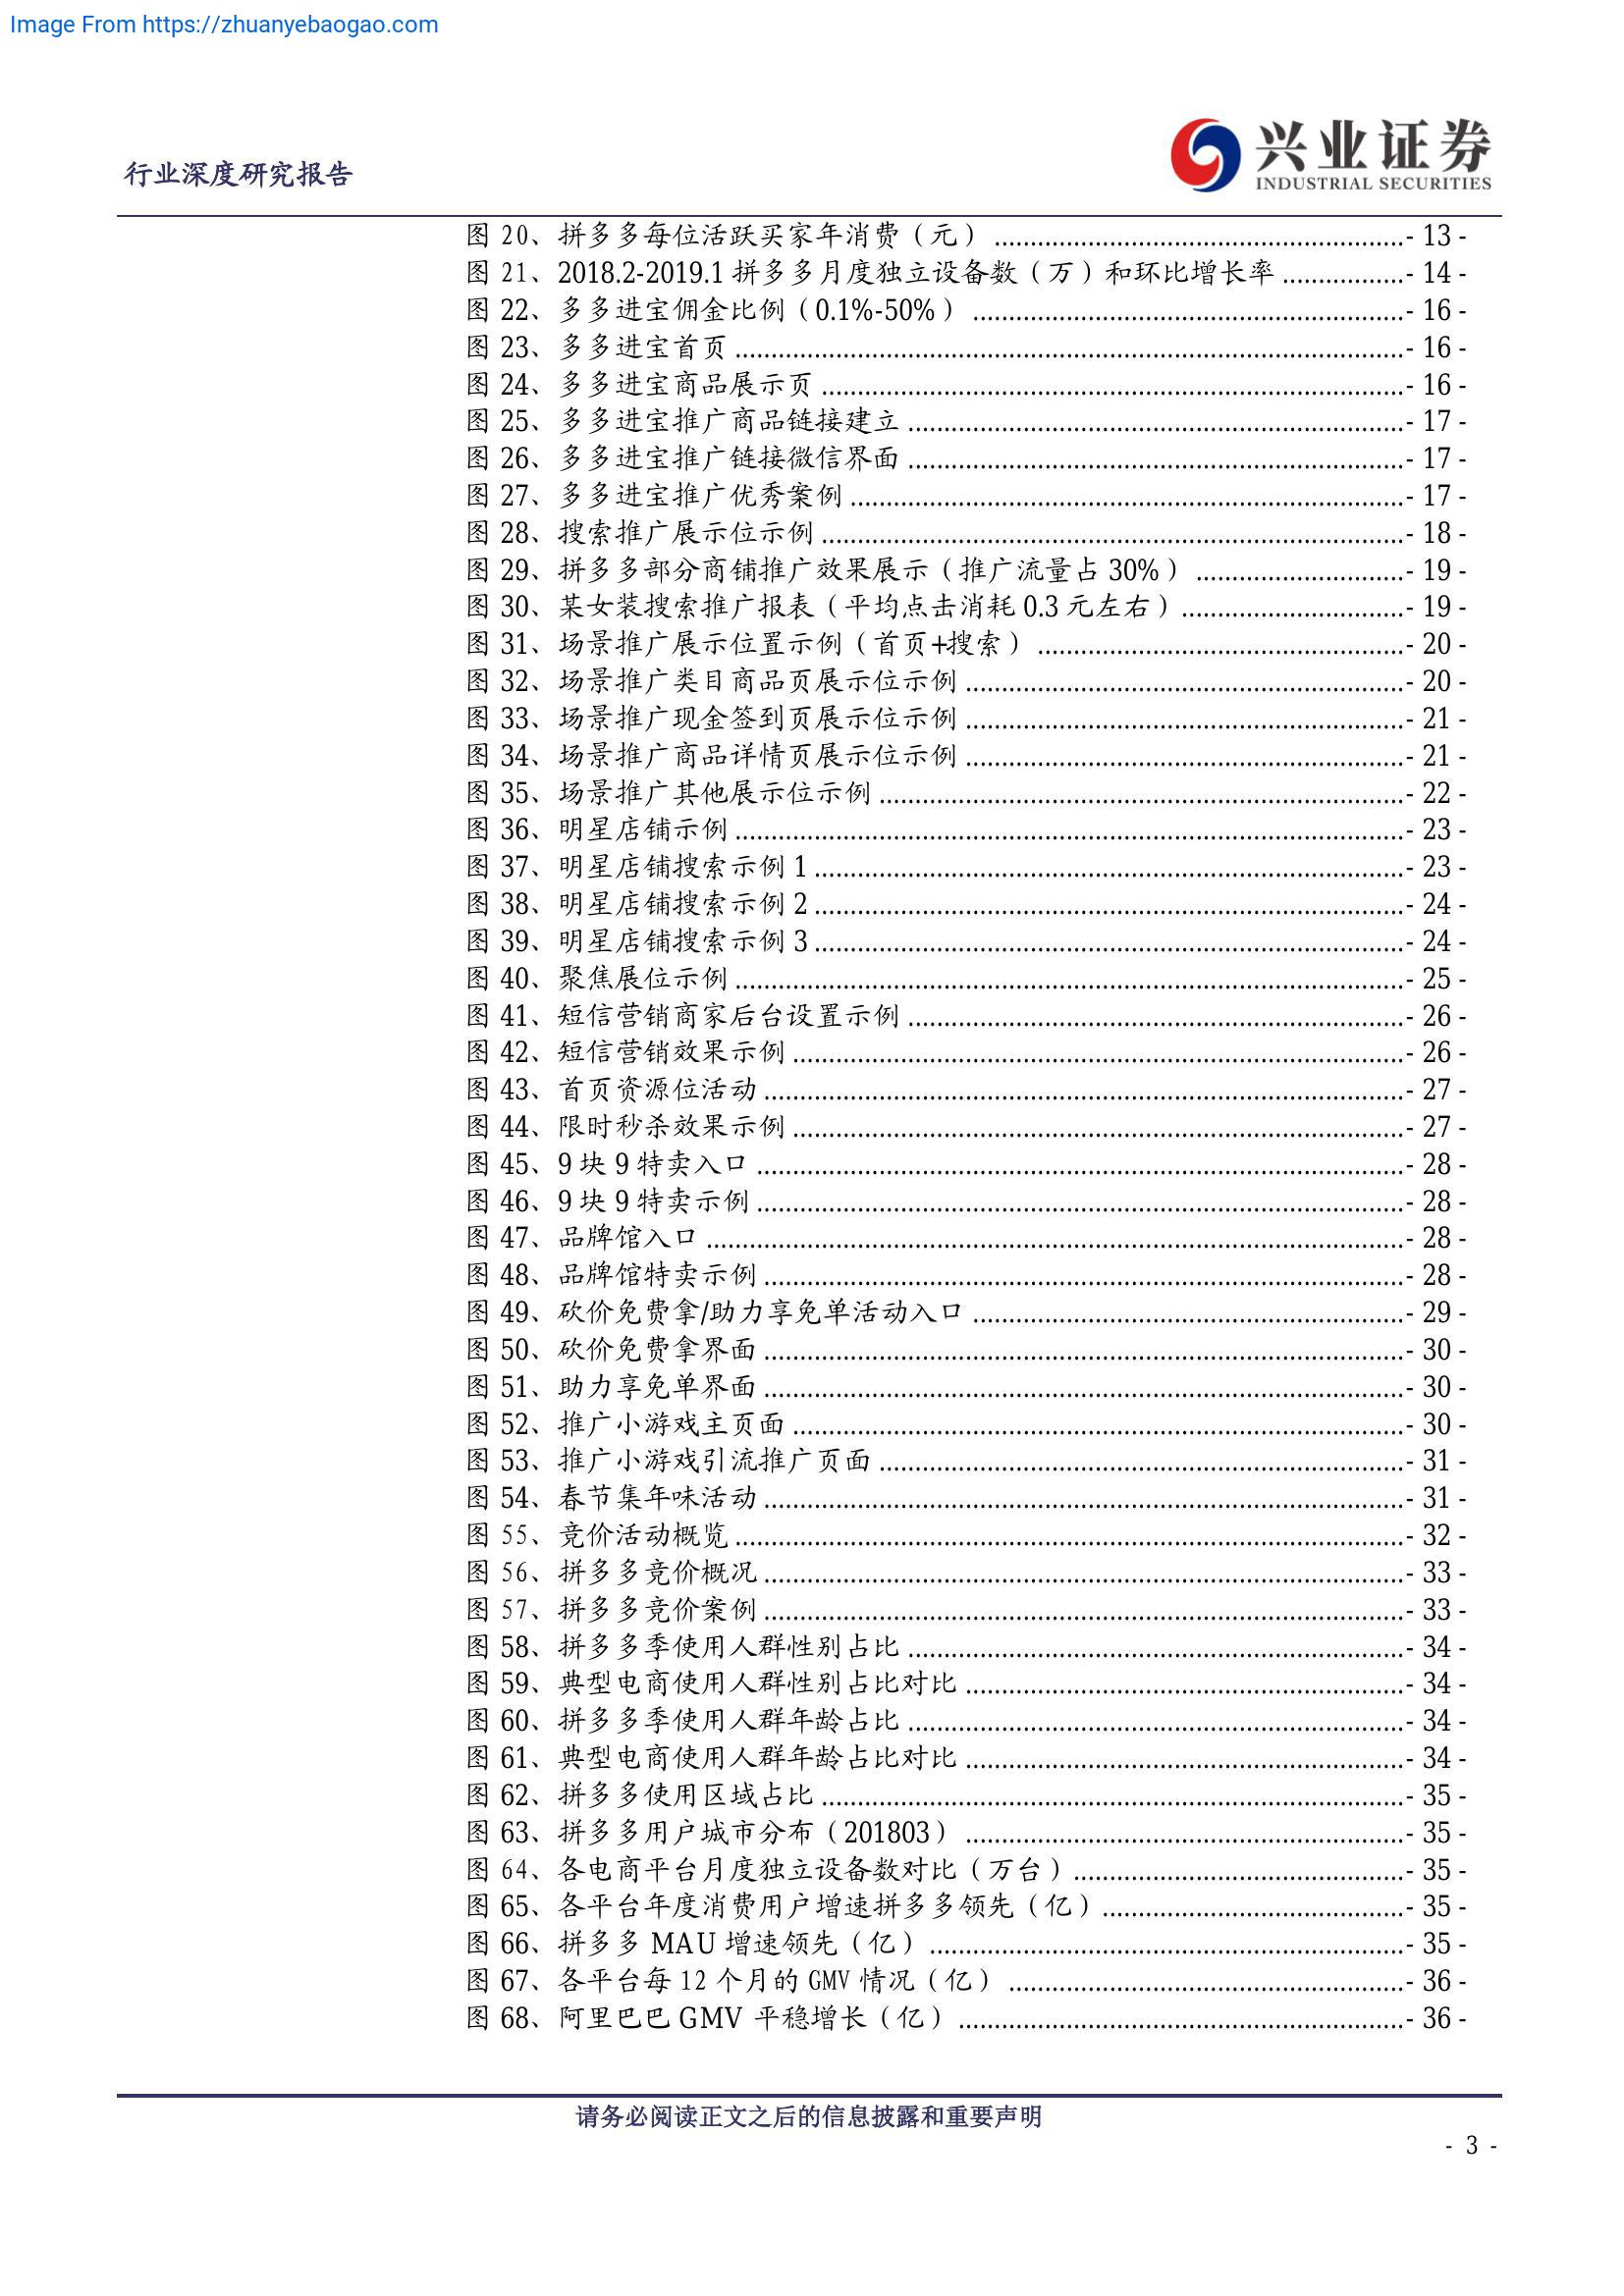 Image From https://zhuanyebaogao.com
行业深度研究报告
兴业证券
INDUSTRIAL SECURITIES
图 20、拼多多每位活跃买家年消费（元）- 13 -
图 21、2018.2-2019.1 拼多多月度独立设备数（万）和环比增长率- 14 -
图 22、多多进宝佣金比例（0.1%-50%）- 16 -
图 23、多多进宝首页- 16 -
图 24、多多进宝商品展示页- 16 -
图 25、多多进宝推广商品链接建立- 17 -
图 26、多多进宝推广链接微信界面- 17 -
图 27、多多进宝推广优秀案例- 17 -
图 28、搜索推广展示位示例- 18 -
图 29、拼多多部分商铺推广效果展示（推广流量占 30%）- 19 -
图 30、某女装搜索推广报表（平均点击消耗 0.3 元左右）- 19 -
图 31、场景推广展示位置示例（首页+搜索）- 20 -
图 32、场景推广类目商品页展示位示例- 20 -
图 33、场景推广现金签到页展示位示例- 21 -
图 34、场景推广商品详情页展示位示例- 21 -
图 35、场景推广其他展示位示例- 22 -
图 36、明星店铺示例- 23 -
图 37、明星店铺搜索示例 1- 23 -
图 38、明星店铺搜索示例 2- 24 -
图 39、明星店铺搜索示例 3- 24 -
图 40、聚焦展位示例- 25 -
图 41、短信营销商家后台设置示例- 26 -
图 42、短信营销效果示例- 26 -
图 43、首页资源位活动- 27 -
图 44、限时秒杀效果示例- 27 -
图 45、9 块 9 特卖入口- 28 -
图 46、9 块 9 特卖示例- 28 -
图 47、品牌馆入口- 28 -
图 48、品牌馆特卖示例- 28 -
图 49、砍价免费拿/助力享免单活动入口- 29 -
图 50、砍价免费拿界面- 30 -
图 51、助力享免单界面- 30 -
图 52、推广小游戏主页面- 30 -
图 53、推广小游戏引流推广页面- 31 -
图 54、春节集年味活动- 31 -
图 55、竞价活动概览- 32 -
图 56、拼多多竞价概况- 33 -
图 57、拼多多竞价案例- 33 -
图 58、拼多多季使用人群性别占比- 34 -
图 59、典型电商使用人群性别占比对比- 34 -
图 60、拼多多季使用人群年龄占比- 34 -
图 61、典型电商使用人群年龄占比对比- 34 -
图 62、拼多多使用区域占比- 35 -
图 63、拼多多用户城市分布（201803）- 35 -
图 64、各电商平台月度独立设备数对比（万台）- 35 -
图 65、各平台年度消费用户增速拼多多领先（亿）- 35 -
图 66、拼多多 MAU 增速领先（亿）- 35 -
图 67、各平台每 12 个月的 GMV 情况（亿）- 36 -
图 68、阿里巴巴 GMV 平稳增长（亿）- 36 -
请务必阅读正文之后的信息披露和重要声明
- 3 -